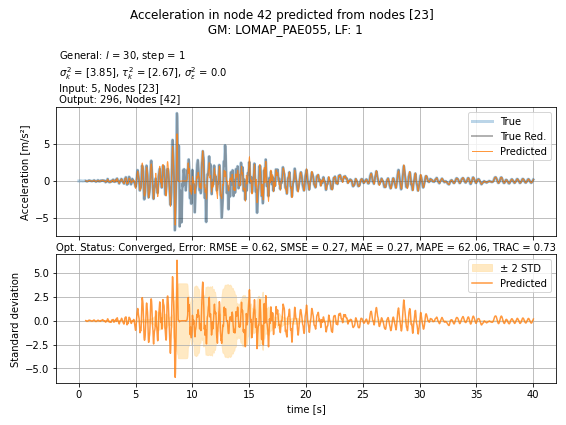 Acceleration in node 42 predicted from nodes [23]
GM: LOMAP_PAE055, LF: 1
General: l = 30, step = 1
σ²ₖ = [3.85], τ²ₖ = [2.67], σ²ε = 0.0
Input: 5, Nodes [23]
Output: 296, Nodes [42]
Acceleration [m/s²]
5
0
−5
True
True Red.
Predicted
Opt. Status: Converged, Error: RMSE = 0.62, SMSE = 0.27, MAE = 0.27, MAPE = 62.06, TRAC = 0.73
Standard deviation
5.0
2.5
0.0
−2.5
−5.0
± 2 STD
Predicted
0 5 10 15 20 25 30 35 40
time [s]